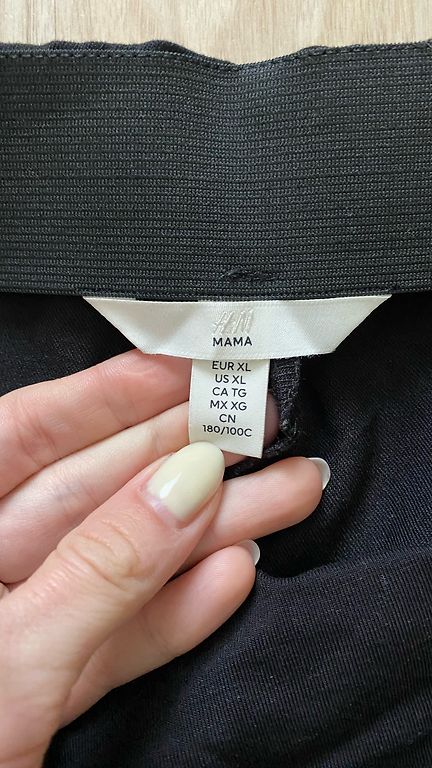 H&M
MAMA
EUR XL
US XL
CA TG
MX XG
CN
180/100C